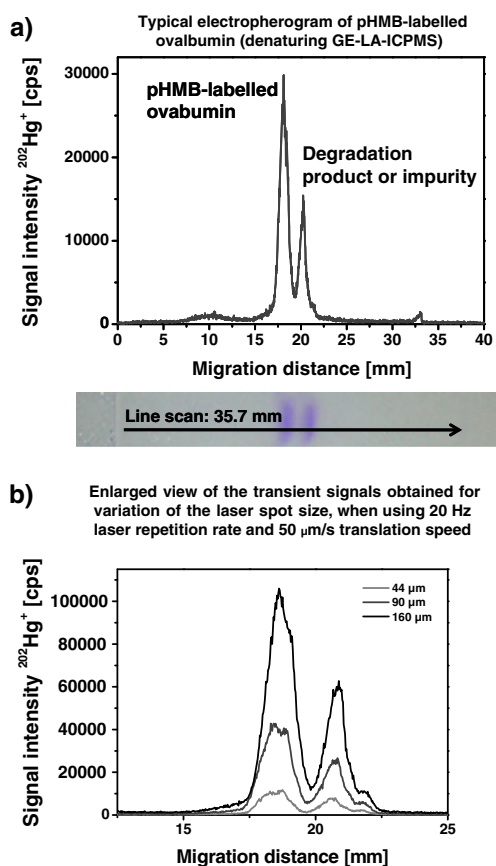 a)
Typical electropherogram of pHMB-labelled
ovalbumin (denaturing GE-LA-ICPMS)
Signal intensity ²⁰²Hg⁺ [cps]
30000
20000
10000
0
pHMB-labelled
ovabumin
Degradation
product or impurity
0 5 10 15 20 25 30 35 40
Migration distance [mm]
Line scan: 35.7 mm
b)
Enlarged view of the transient signals obtained for
variation of the laser spot size, when using 20 Hz
laser repetition rate and 50 µm/s translation speed
Signal intensity ²⁰²Hg⁺ [cps]
100000
80000
60000
40000
20000
0
44 µm
90 µm
160 µm
15 20 25
Migration distance [mm]